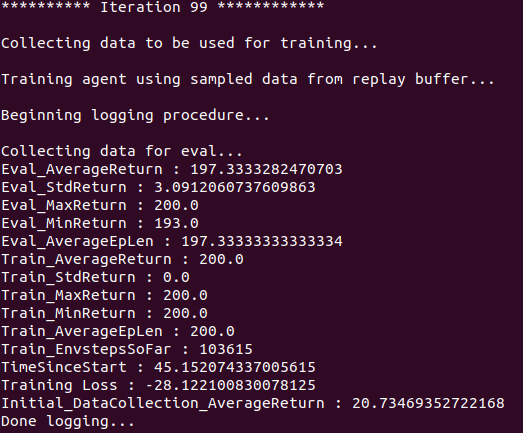 ********** Iteration 99 ************
Collecting data to be used for training...
Training agent using sampled data from replay buffer...
Beginning logging procedure...
Collecting data for eval...
Eval_AverageReturn : 197.3333282470703
Eval_StdReturn : 3.0912060737609863
Eval_MaxReturn : 200.0
Eval_MinReturn : 193.0
Eval_AverageEpLen : 197.33333333333334
Train_AverageReturn : 200.0
Train_StdReturn : 0.0
Train_MaxReturn : 200.0
Train_MinReturn : 200.0
Train_AverageEpLen : 200.0
Train_EnvstepsSoFar : 103615
TimeSinceStart : 45.152074337005615
Training Loss : -28.122100830078125
Initial_DataCollection_AverageReturn : 20.73469352722168
Done logging...